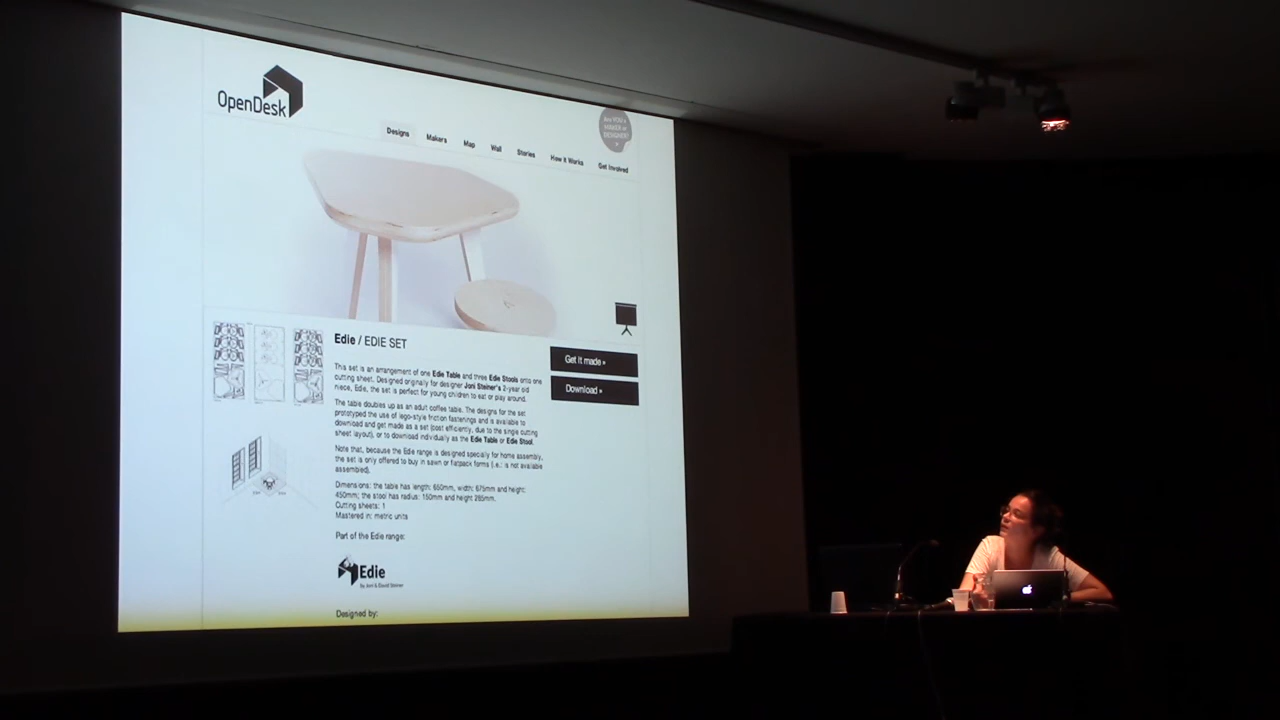 OpenDesk
Are YOU a
MAKER or
DESIGNER?
Designs
Makers
Map
Wall
Stories
How it Works
Get Involved
Edie / EDIE SET
Get it made »
Download »
This set is an arrangement of one Edie Table and three Edie Stools onto one
cutting sheet. Designed originally for designer Joni Steiner's 2-year old
niece, Edie, the set is perfect for young children to eat or play around.
The table doubles up as an adult coffee table. The designs for the set
prototyped the use of lego-style friction fastenings and is available to
download and get made as a set (cost efficiently, due to the single cutting
sheet layout), or to download individually as the Edie Table or Edie Stool.
Note that, because the Edie range is designed specially for home assembly,
the set is only offered to buy in sawn or flatpack forms (i.e.: is not available
assembled).
Dimensions: the table has length: 650mm, width: 675mm and height:
450mm; the stool has radius: 150mm and height 265mm.
Cutting sheets: 1
Mastered in: metric units
Part of the Edie range:
Edie
by Joni & David Steiner
Designed by: